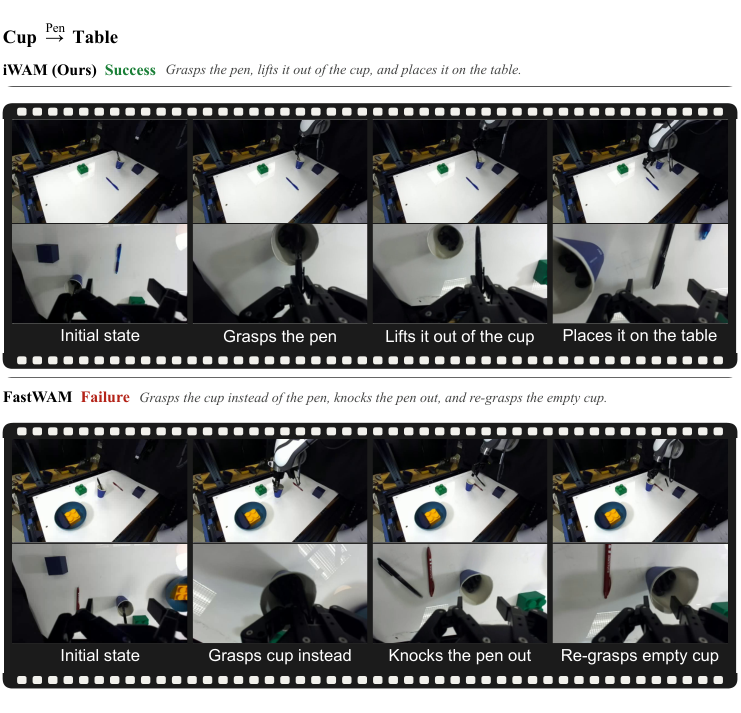 Cup Pen → Table
iWAM (Ours) Success Grasps the pen, lifts it out of the cup, and places it on the table.
Initial state Grasps the pen Lifts it out of the cup Places it on the table
FastWAM Failure Grasps the cup instead of the pen, knocks the pen out, and re-grasps the empty cup.
Initial state Grasps cup instead Knocks the pen out Re-grasps empty cup